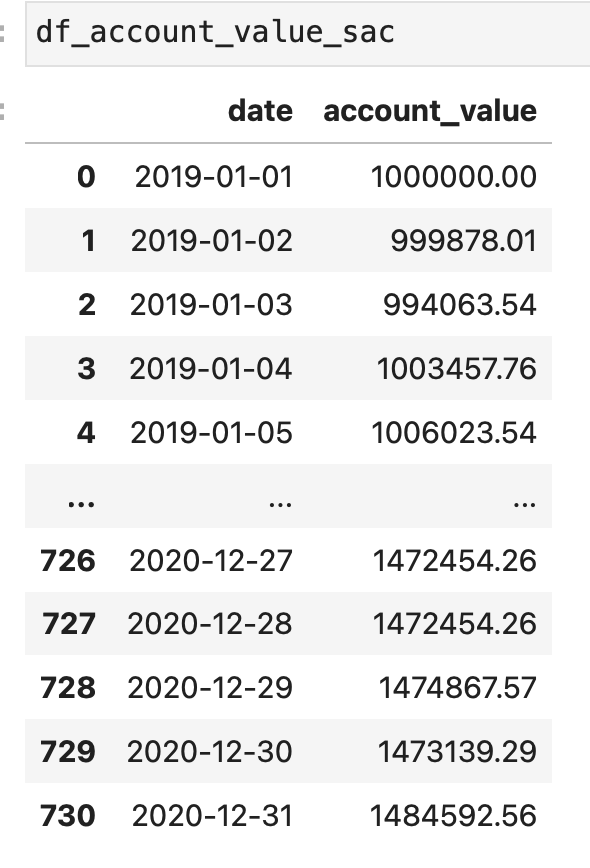 df_account_value_sac
date account_value
0 2019-01-01 1000000.00
1 2019-01-02 999878.01
2 2019-01-03 994063.54
3 2019-01-04 1003457.76
4 2019-01-05 1006023.54
... ... ...
726 2020-12-27 1472454.26
727 2020-12-28 1472454.26
728 2020-12-29 1474867.57
729 2020-12-30 1473139.29
730 2020-12-31 1484592.56